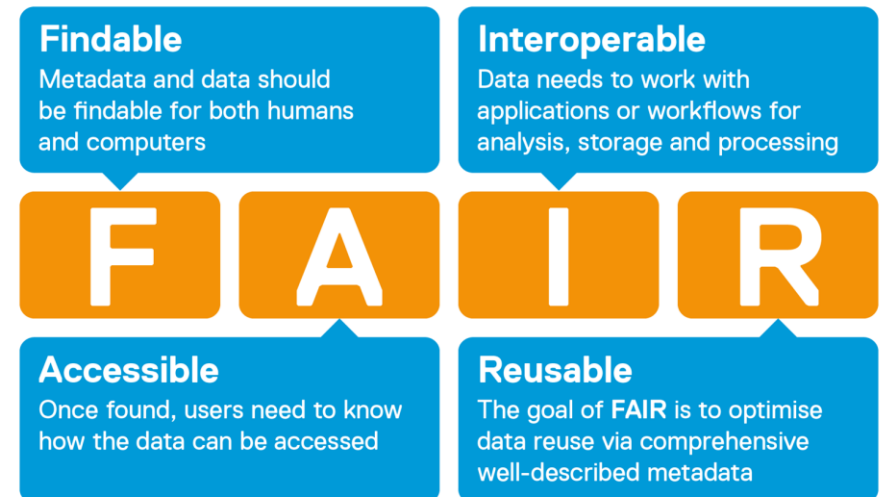 Findable
Metadata and data should
be findable for both humans
and computers
Interoperable
Data needs to work with
applications or workflows for
analysis, storage and processing
F
A
I
R
Accessible
Once found, users need to know
how the data can be accessed
Reusable
The goal of FAIR is to optimise
data reuse via comprehensive
well-described metadata